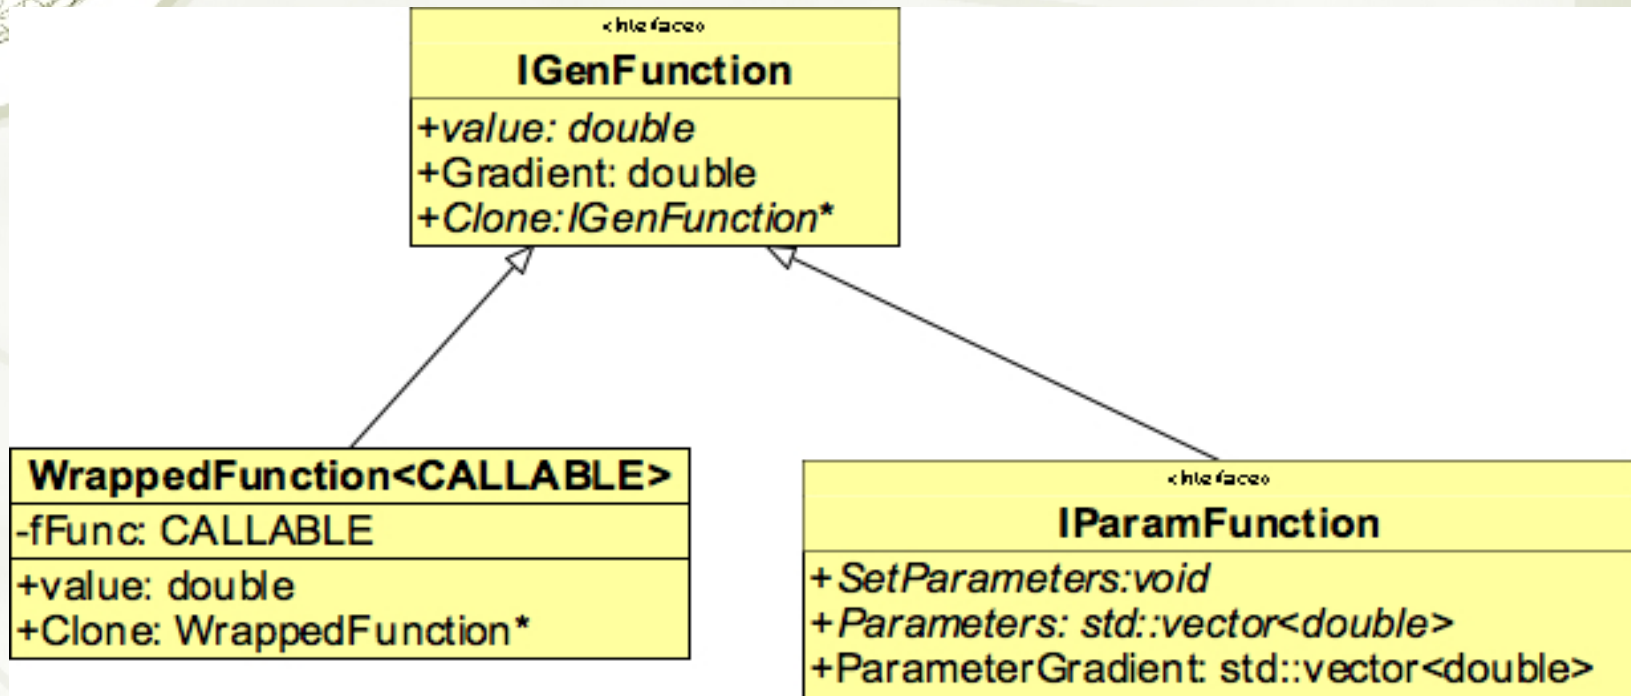 «Interface»
IGenFunction
+value: double
+Gradient: double
+Clone:IGenFunction*
WrappedFunction<CALLABLE>
-fFunc: CALLABLE
+value: double
+Clone: WrappedFunction*
«Interface»
IParamFunction
+SetParameters:void
+Parameters: std::vector<double>
+ParameterGradient: std::vector<double>